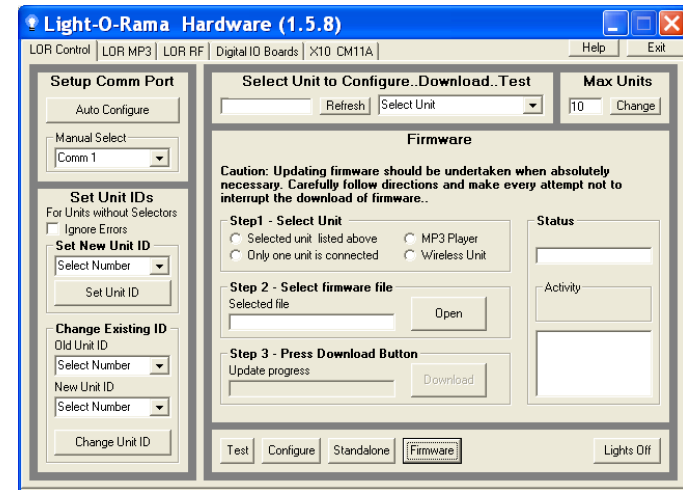 Light-O-Rama Hardware (1.5.8)
LOR Control LOR MP3 LOR RF Digital IO Boards X10 CM11A Help Exit
Setup Comm Port
Auto Configure
Manual Select
Comm 1
Set Unit IDs
For Units without Selectors
Ignore Errors
Set New Unit ID
Select Number
Set Unit ID
Change Existing ID
Old Unit ID
Select Number
New Unit ID
Select Number
Change Unit ID
Select Unit to Configure..Download..Test
Refresh Select Unit
Max Units
10 Change
Firmware
Caution: Updating firmware should be undertaken when absolutely
necessary. Carefully follow directions and make every attempt not to
interrupt the download of firmware..
Step1 - Select Unit
Selected unit listed above MP3 Player
Only one unit is connected Wireless Unit
Step 2 - Select firmware file
Selected file
Open
Step 3 - Press Download Button
Update progress
Download
Status
Activity
Test Configure Standalone Firmware Lights Off